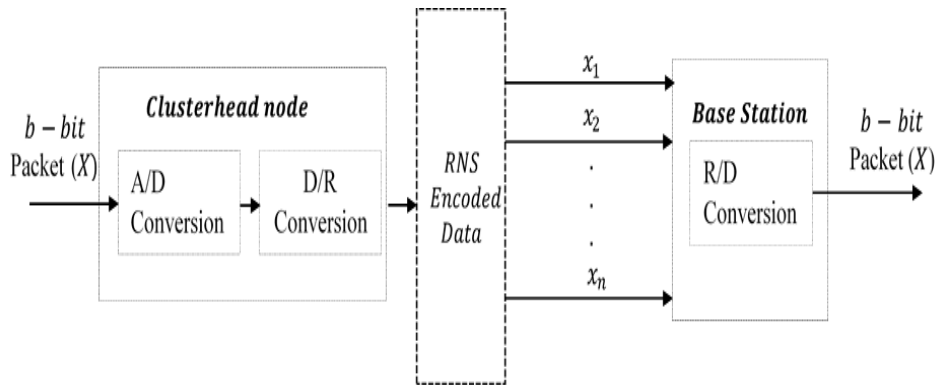 b – bit
Packet (X)
Clusterhead node
A/D
Conversion
D/R
Conversion
RNS
Encoded
Data
x₁
x₂
.
.
.
xₙ
Base Station
R/D
Conversion
b – bit
Packet (X)